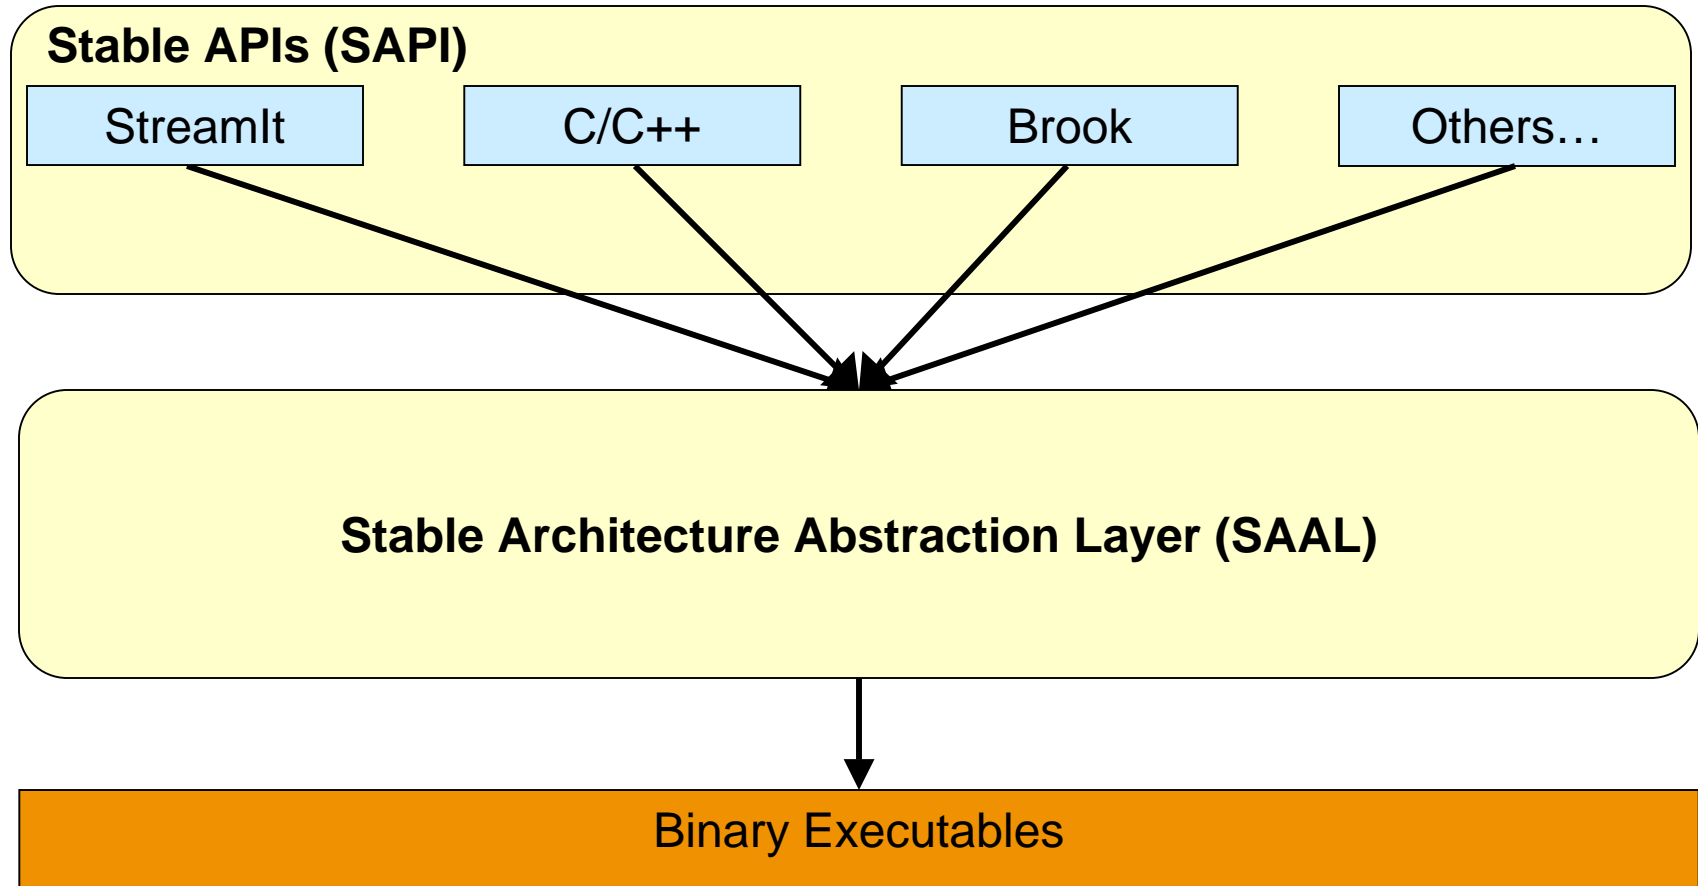 Stable APIs (SAPI)
StreamIt
C/C++
Brook
Others…
Stable Architecture Abstraction Layer (SAAL)
Binary Executables